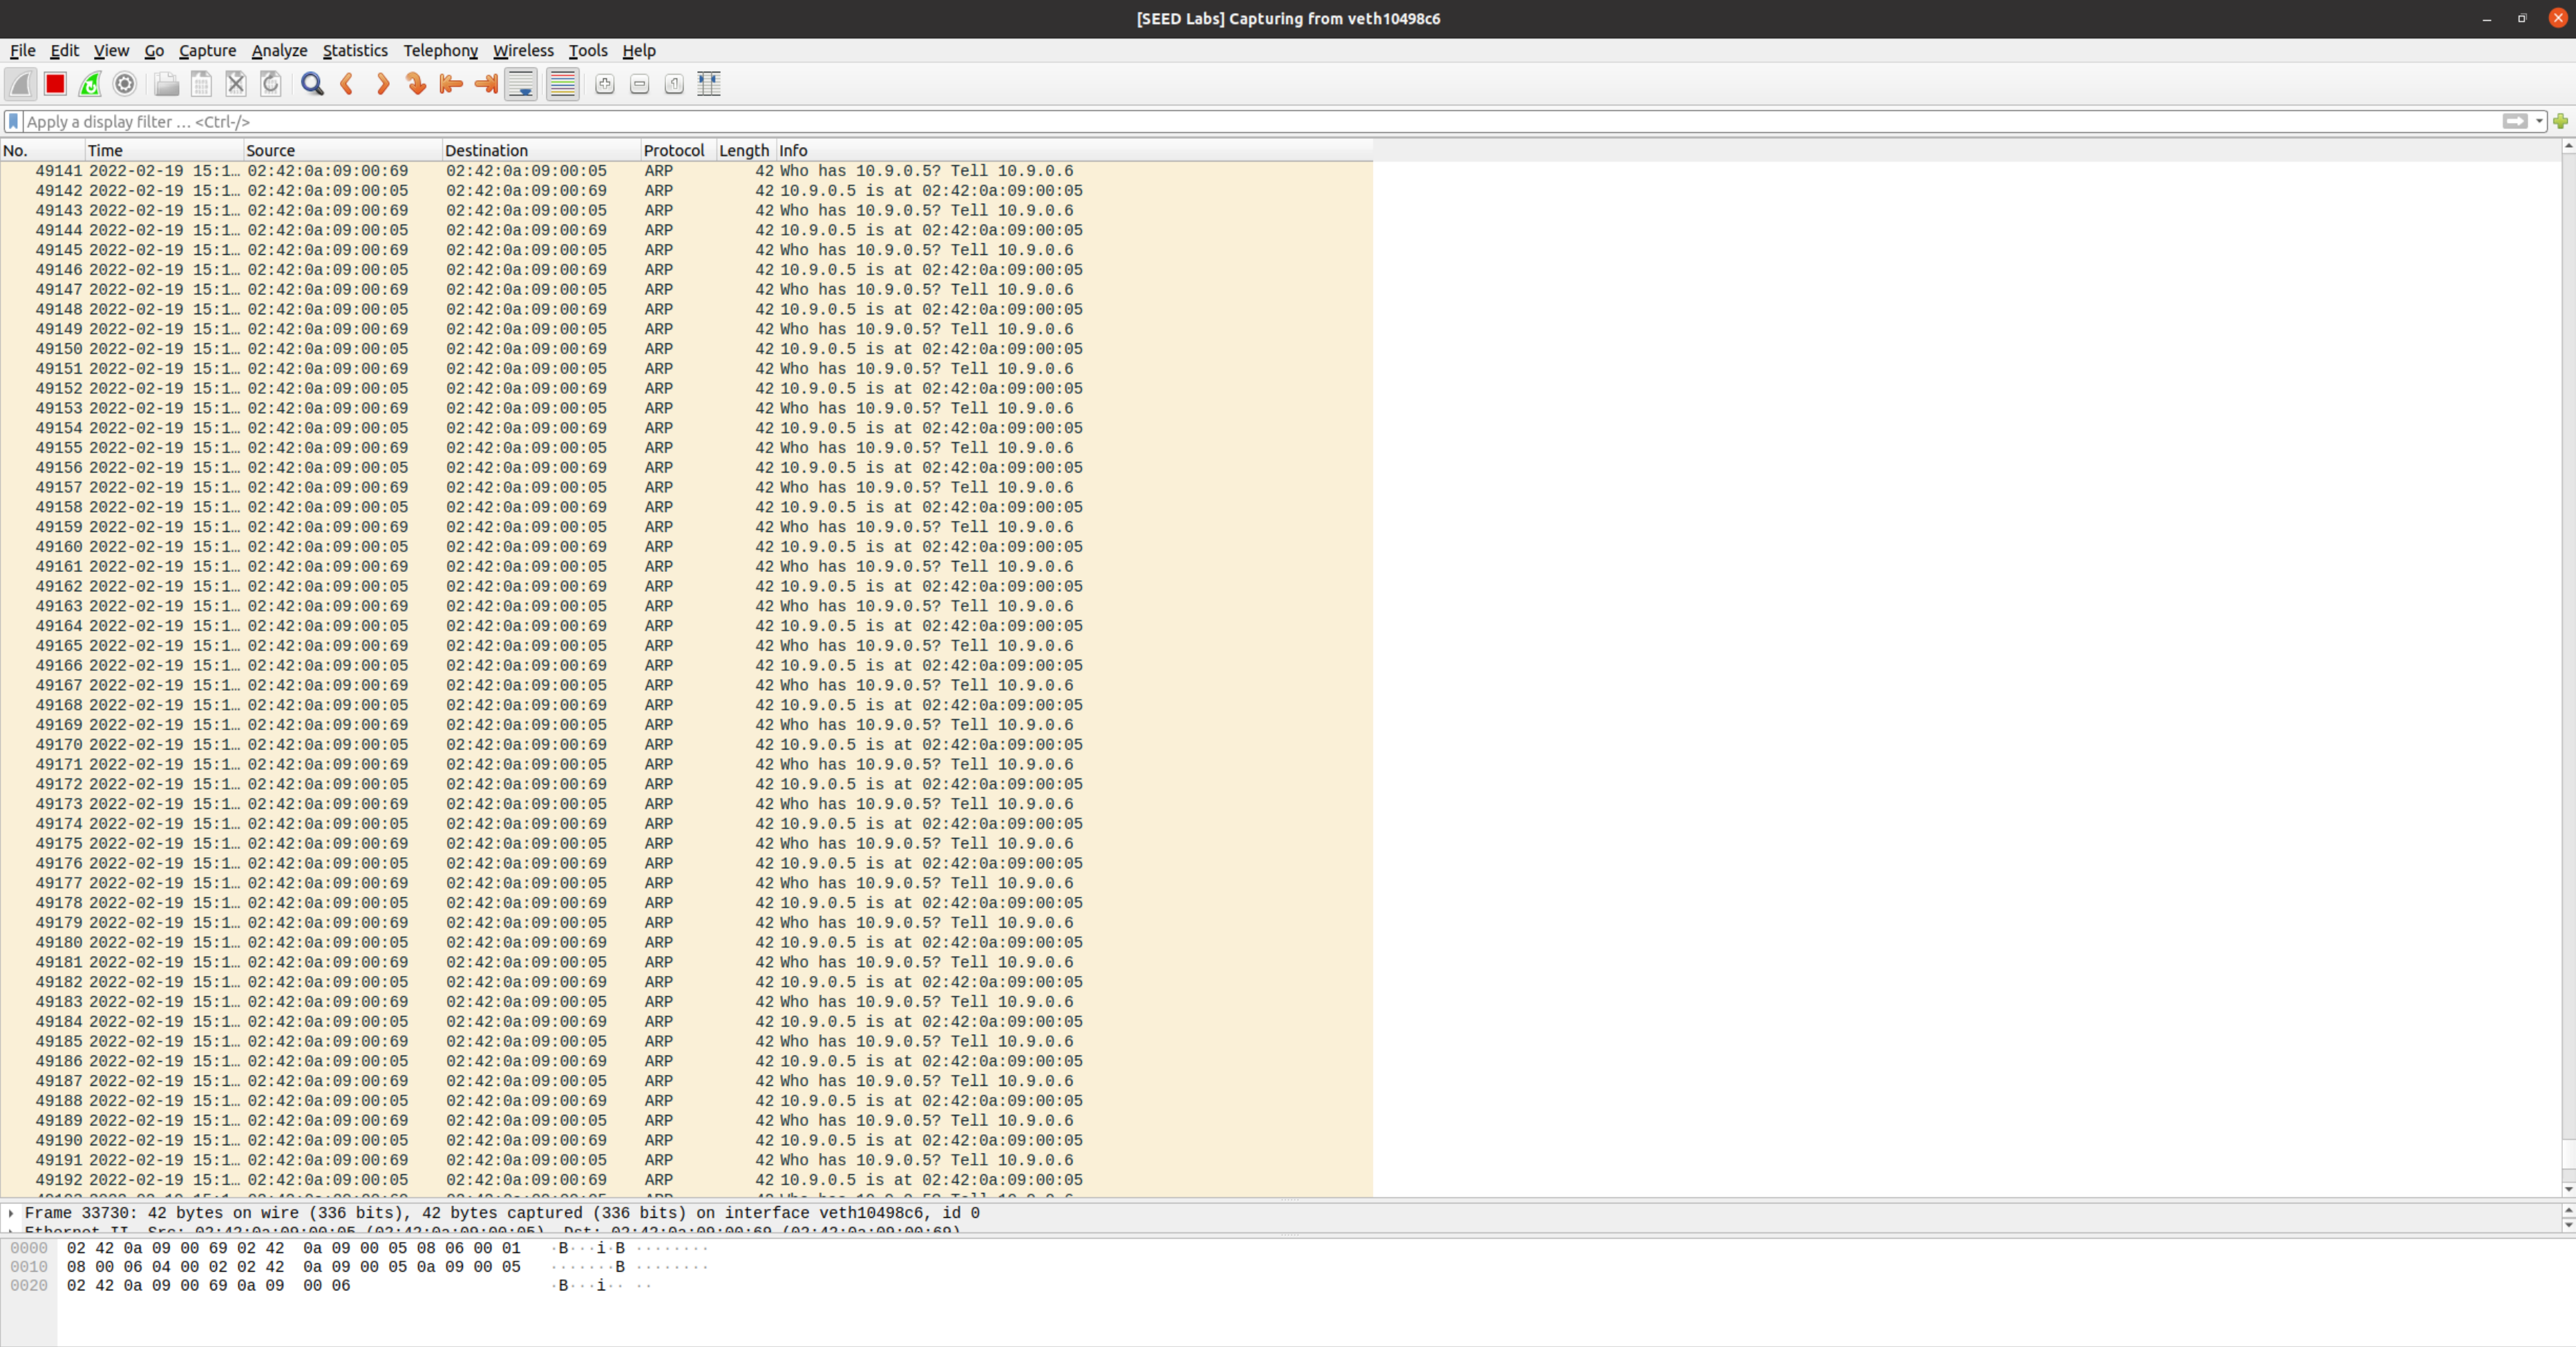 [SEED Labs] Capturing from veth10498c6
File Edit View Go Capture Analyze Statistics Telephony Wireless Tools Help
Apply a display filter … <Ctrl-/>
No. Time Source Destination Protocol Length Info
49141 2022-02-19 15:1… 02:42:0a:09:00:69 02:42:0a:09:00:05 ARP 42 Who has 10.9.0.5? Tell 10.9.0.6
49142 2022-02-19 15:1… 02:42:0a:09:00:05 02:42:0a:09:00:69 ARP 42 10.9.0.5 is at 02:42:0a:09:00:05
49143 2022-02-19 15:1… 02:42:0a:09:00:69 02:42:0a:09:00:05 ARP 42 Who has 10.9.0.5? Tell 10.9.0.6
49144 2022-02-19 15:1… 02:42:0a:09:00:05 02:42:0a:09:00:69 ARP 42 10.9.0.5 is at 02:42:0a:09:00:05
49145 2022-02-19 15:1… 02:42:0a:09:00:69 02:42:0a:09:00:05 ARP 42 Who has 10.9.0.5? Tell 10.9.0.6
49146 2022-02-19 15:1… 02:42:0a:09:00:05 02:42:0a:09:00:69 ARP 42 10.9.0.5 is at 02:42:0a:09:00:05
49147 2022-02-19 15:1… 02:42:0a:09:00:69 02:42:0a:09:00:05 ARP 42 Who has 10.9.0.5? Tell 10.9.0.6
49148 2022-02-19 15:1… 02:42:0a:09:00:05 02:42:0a:09:00:69 ARP 42 10.9.0.5 is at 02:42:0a:09:00:05
49149 2022-02-19 15:1… 02:42:0a:09:00:69 02:42:0a:09:00:05 ARP 42 Who has 10.9.0.5? Tell 10.9.0.6
49150 2022-02-19 15:1… 02:42:0a:09:00:05 02:42:0a:09:00:69 ARP 42 10.9.0.5 is at 02:42:0a:09:00:05
49151 2022-02-19 15:1… 02:42:0a:09:00:69 02:42:0a:09:00:05 ARP 42 Who has 10.9.0.5? Tell 10.9.0.6
49152 2022-02-19 15:1… 02:42:0a:09:00:05 02:42:0a:09:00:69 ARP 42 10.9.0.5 is at 02:42:0a:09:00:05
49153 2022-02-19 15:1… 02:42:0a:09:00:69 02:42:0a:09:00:05 ARP 42 Who has 10.9.0.5? Tell 10.9.0.6
49154 2022-02-19 15:1… 02:42:0a:09:00:05 02:42:0a:09:00:69 ARP 42 10.9.0.5 is at 02:42:0a:09:00:05
49155 2022-02-19 15:1… 02:42:0a:09:00:69 02:42:0a:09:00:05 ARP 42 Who has 10.9.0.5? Tell 10.9.0.6
49156 2022-02-19 15:1… 02:42:0a:09:00:05 02:42:0a:09:00:69 ARP 42 10.9.0.5 is at 02:42:0a:09:00:05
49157 2022-02-19 15:1… 02:42:0a:09:00:69 02:42:0a:09:00:05 ARP 42 Who has 10.9.0.5? Tell 10.9.0.6
49158 2022-02-19 15:1… 02:42:0a:09:00:05 02:42:0a:09:00:69 ARP 42 10.9.0.5 is at 02:42:0a:09:00:05
49159 2022-02-19 15:1… 02:42:0a:09:00:69 02:42:0a:09:00:05 ARP 42 Who has 10.9.0.5? Tell 10.9.0.6
49160 2022-02-19 15:1… 02:42:0a:09:00:05 02:42:0a:09:00:69 ARP 42 10.9.0.5 is at 02:42:0a:09:00:05
49161 2022-02-19 15:1… 02:42:0a:09:00:69 02:42:0a:09:00:05 ARP 42 Who has 10.9.0.5? Tell 10.9.0.6
49162 2022-02-19 15:1… 02:42:0a:09:00:05 02:42:0a:09:00:69 ARP 42 10.9.0.5 is at 02:42:0a:09:00:05
49163 2022-02-19 15:1… 02:42:0a:09:00:69 02:42:0a:09:00:05 ARP 42 Who has 10.9.0.5? Tell 10.9.0.6
49164 2022-02-19 15:1… 02:42:0a:09:00:05 02:42:0a:09:00:69 ARP 42 10.9.0.5 is at 02:42:0a:09:00:05
49165 2022-02-19 15:1… 02:42:0a:09:00:69 02:42:0a:09:00:05 ARP 42 Who has 10.9.0.5? Tell 10.9.0.6
49166 2022-02-19 15:1… 02:42:0a:09:00:05 02:42:0a:09:00:69 ARP 42 10.9.0.5 is at 02:42:0a:09:00:05
49167 2022-02-19 15:1… 02:42:0a:09:00:69 02:42:0a:09:00:05 ARP 42 Who has 10.9.0.5? Tell 10.9.0.6
49168 2022-02-19 15:1… 02:42:0a:09:00:05 02:42:0a:09:00:69 ARP 42 10.9.0.5 is at 02:42:0a:09:00:05
49169 2022-02-19 15:1… 02:42:0a:09:00:69 02:42:0a:09:00:05 ARP 42 Who has 10.9.0.5? Tell 10.9.0.6
49170 2022-02-19 15:1… 02:42:0a:09:00:05 02:42:0a:09:00:69 ARP 42 10.9.0.5 is at 02:42:0a:09:00:05
49171 2022-02-19 15:1… 02:42:0a:09:00:69 02:42:0a:09:00:05 ARP 42 Who has 10.9.0.5? Tell 10.9.0.6
49172 2022-02-19 15:1… 02:42:0a:09:00:05 02:42:0a:09:00:69 ARP 42 10.9.0.5 is at 02:42:0a:09:00:05
49173 2022-02-19 15:1… 02:42:0a:09:00:69 02:42:0a:09:00:05 ARP 42 Who has 10.9.0.5? Tell 10.9.0.6
49174 2022-02-19 15:1… 02:42:0a:09:00:05 02:42:0a:09:00:69 ARP 42 10.9.0.5 is at 02:42:0a:09:00:05
49175 2022-02-19 15:1… 02:42:0a:09:00:69 02:42:0a:09:00:05 ARP 42 Who has 10.9.0.5? Tell 10.9.0.6
49176 2022-02-19 15:1… 02:42:0a:09:00:05 02:42:0a:09:00:69 ARP 42 10.9.0.5 is at 02:42:0a:09:00:05
49177 2022-02-19 15:1… 02:42:0a:09:00:69 02:42:0a:09:00:05 ARP 42 Who has 10.9.0.5? Tell 10.9.0.6
49178 2022-02-19 15:1… 02:42:0a:09:00:05 02:42:0a:09:00:69 ARP 42 10.9.0.5 is at 02:42:0a:09:00:05
49179 2022-02-19 15:1… 02:42:0a:09:00:69 02:42:0a:09:00:05 ARP 42 Who has 10.9.0.5? Tell 10.9.0.6
49180 2022-02-19 15:1… 02:42:0a:09:00:05 02:42:0a:09:00:69 ARP 42 10.9.0.5 is at 02:42:0a:09:00:05
49181 2022-02-19 15:1… 02:42:0a:09:00:69 02:42:0a:09:00:05 ARP 42 Who has 10.9.0.5? Tell 10.9.0.6
49182 2022-02-19 15:1… 02:42:0a:09:00:05 02:42:0a:09:00:69 ARP 42 10.9.0.5 is at 02:42:0a:09:00:05
49183 2022-02-19 15:1… 02:42:0a:09:00:69 02:42:0a:09:00:05 ARP 42 Who has 10.9.0.5? Tell 10.9.0.6
49184 2022-02-19 15:1… 02:42:0a:09:00:05 02:42:0a:09:00:69 ARP 42 10.9.0.5 is at 02:42:0a:09:00:05
49185 2022-02-19 15:1… 02:42:0a:09:00:69 02:42:0a:09:00:05 ARP 42 Who has 10.9.0.5? Tell 10.9.0.6
49186 2022-02-19 15:1… 02:42:0a:09:00:05 02:42:0a:09:00:69 ARP 42 10.9.0.5 is at 02:42:0a:09:00:05
49187 2022-02-19 15:1… 02:42:0a:09:00:69 02:42:0a:09:00:05 ARP 42 Who has 10.9.0.5? Tell 10.9.0.6
49188 2022-02-19 15:1… 02:42:0a:09:00:05 02:42:0a:09:00:69 ARP 42 10.9.0.5 is at 02:42:0a:09:00:05
49189 2022-02-19 15:1… 02:42:0a:09:00:69 02:42:0a:09:00:05 ARP 42 Who has 10.9.0.5? Tell 10.9.0.6
49190 2022-02-19 15:1… 02:42:0a:09:00:05 02:42:0a:09:00:69 ARP 42 10.9.0.5 is at 02:42:0a:09:00:05
49191 2022-02-19 15:1… 02:42:0a:09:00:69 02:42:0a:09:00:05 ARP 42 Who has 10.9.0.5? Tell 10.9.0.6
49192 2022-02-19 15:1… 02:42:0a:09:00:05 02:42:0a:09:00:69 ARP 42 10.9.0.5 is at 02:42:0a:09:00:05
Frame 33730: 42 bytes on wire (336 bits), 42 bytes captured (336 bits) on interface veth10498c6, id 0
Ethernet II, Src: 02:42:0a:09:00:05 (02:42:0a:09:00:05), Dst: 02:42:0a:09:00:69 (02:42:0a:09:00:69)
0000 02 42 0a 09 00 69 02 42 0a 09 00 05 08 06 00 01 ·B···i·B ········
0010 08 00 06 04 00 02 02 42 0a 09 00 05 0a 09 00 05 ·······B ········
0020 02 42 0a 09 00 69 0a 09 00 06 ·B···i·· ··